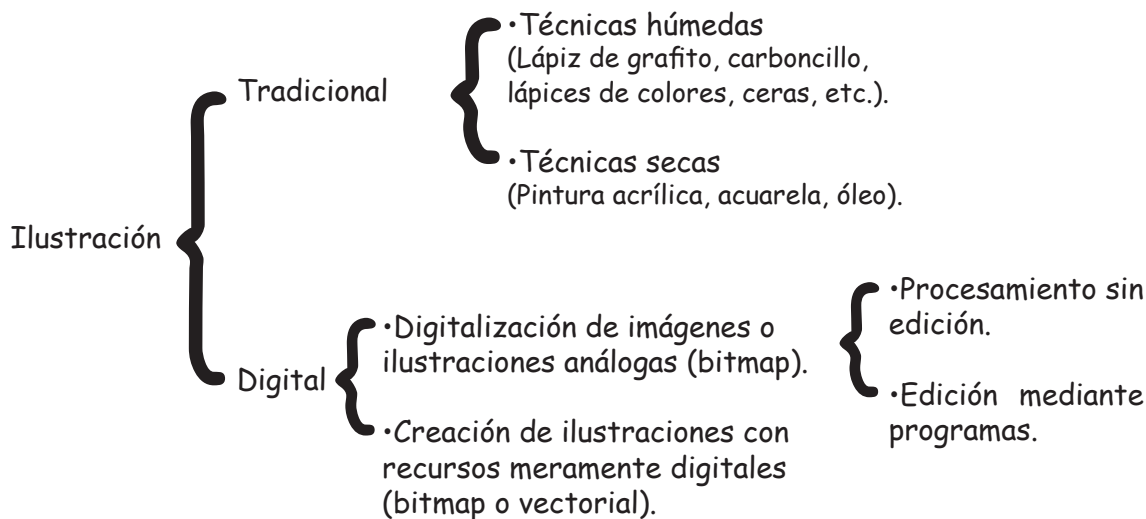 Ilustración
Tradicional
•Técnicas húmedas
(Lápiz de grafito, carboncillo,
lápices de colores, ceras, etc.).
•Técnicas secas
(Pintura acrílica, acuarela, óleo).
Digital
•Digitalización de imágenes o
ilustraciones análogas (bitmap).
•Procesamiento sin
edición.
•Edición mediante
programas.
•Creación de ilustraciones con
recursos meramente digitales
(bitmap o vectorial).